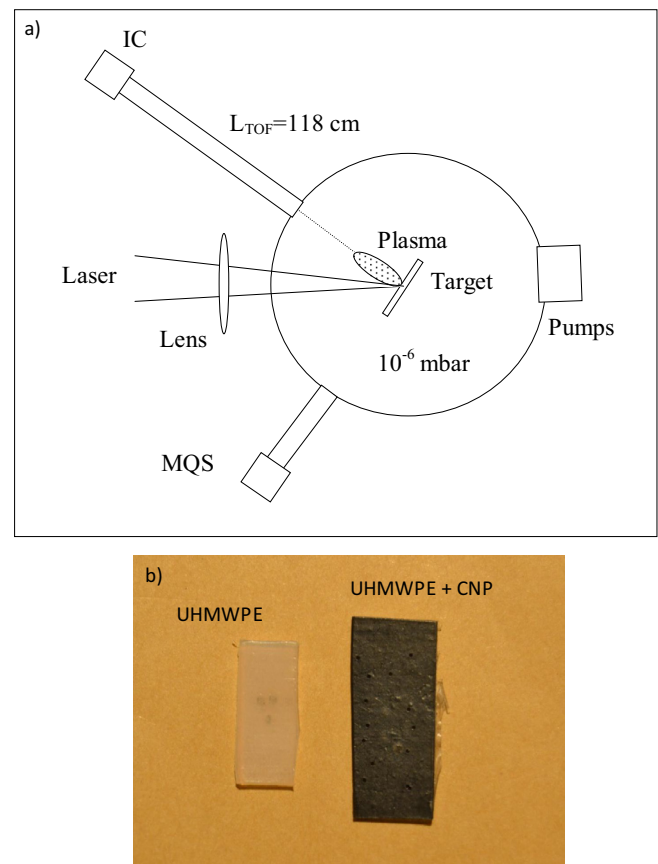 a)
IC
L_TOF=118 cm
Plasma
Laser
Target
Lens
Pumps
10⁻⁶ mbar
MQS
b)
UHMWPE + CNP
UHMWPE